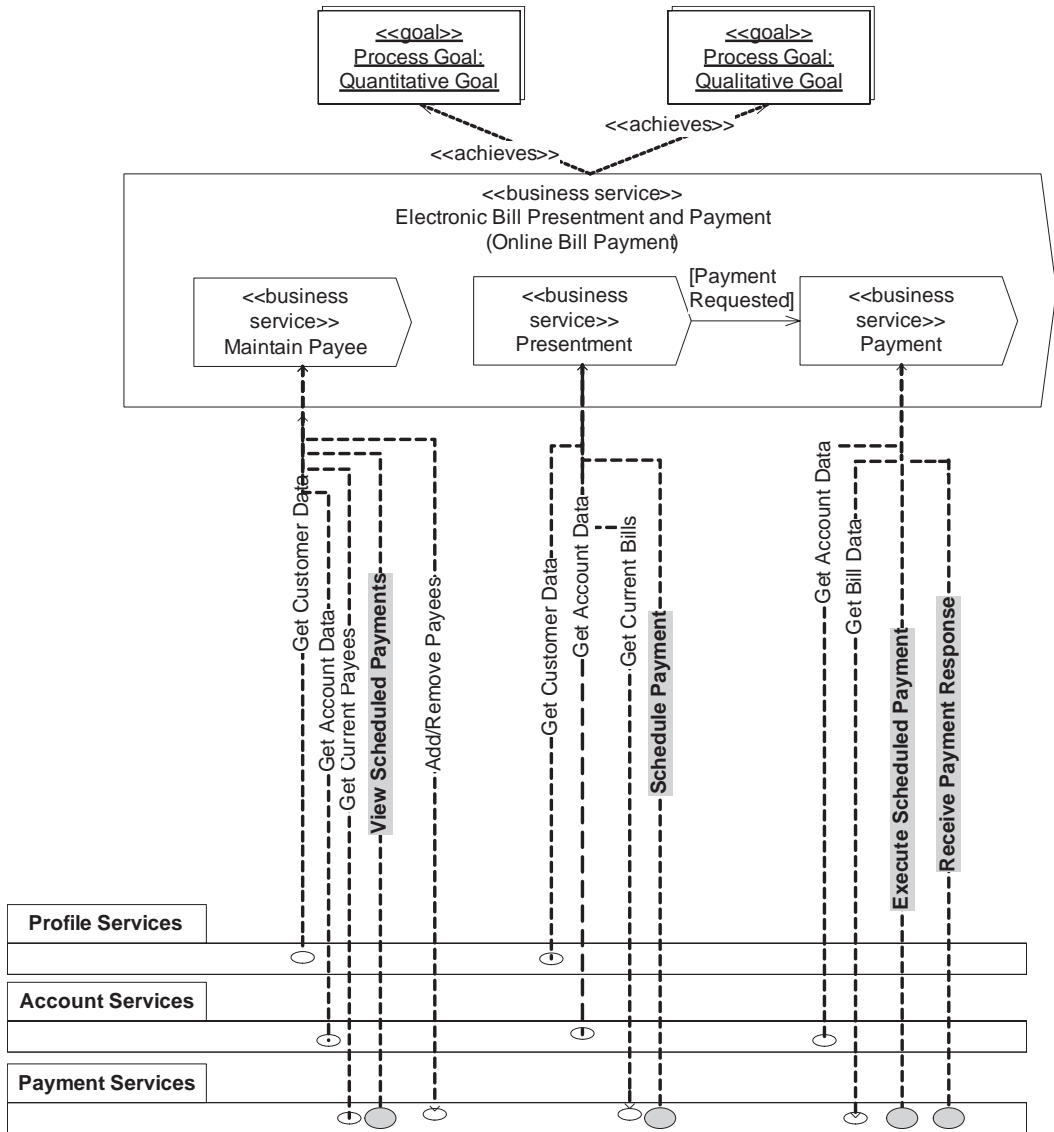 <<goal>>
Process Goal:
Quantitative Goal
<<goal>>
Process Goal:
Qualitative Goal
<<achieves>>
<<achieves>>
<<business service>>
Electronic Bill Presentment and Payment
(Online Bill Payment)
<<business
service>>
Maintain Payee
<<business
service>>
Presentment
[Payment
Requested]
<<business
service>>
Payment
Get Customer Data
Get Account Data
Get Current Payees
View Scheduled Payments
Add/Remove Payees
Get Customer Data
Get Account Data
Get Current Bills
Schedule Payment
Get Account Data
Get Bill Data
Execute Scheduled Payment
Receive Payment Response
Profile Services
Account Services
Payment Services